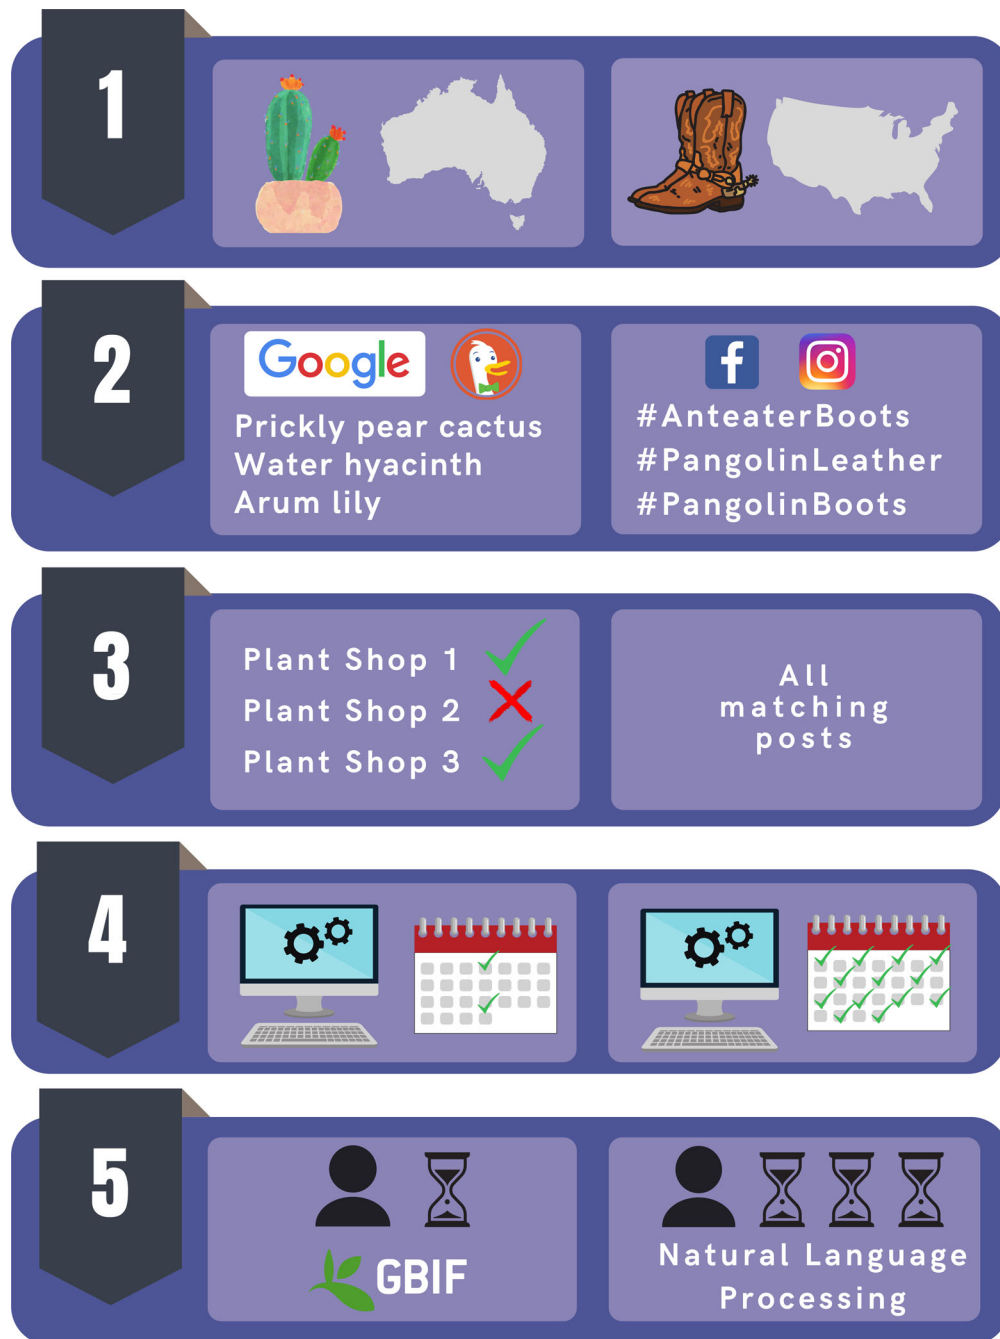 1
2
Google
Prickly pear cactus
Water hyacinth
Arum lily
f
#AnteaterBoots
#PangolinLeather
#PangolinBoots
3
Plant Shop 1
Plant Shop 2
Plant Shop 3
All
matching
posts
4
5
GBIF
Natural Language
Processing